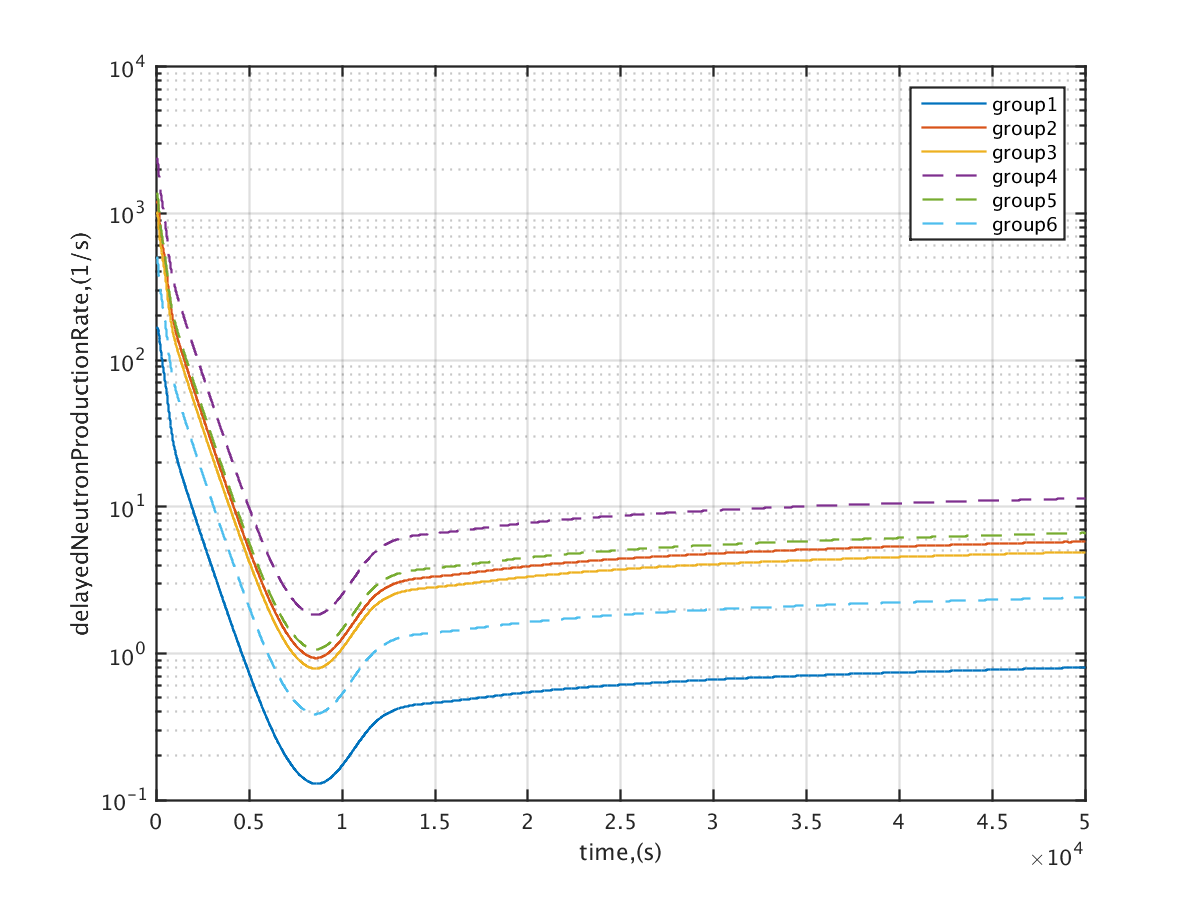 10^4
10^3
10^2
10^1
10^0
10^-1
delayedNeutronProductionRate,(1/s)
group1
group2
group3
group4
group5
group6
0 0.5 1 1.5 2 2.5 3 3.5 4 4.5 5
time,(s)
×10^4